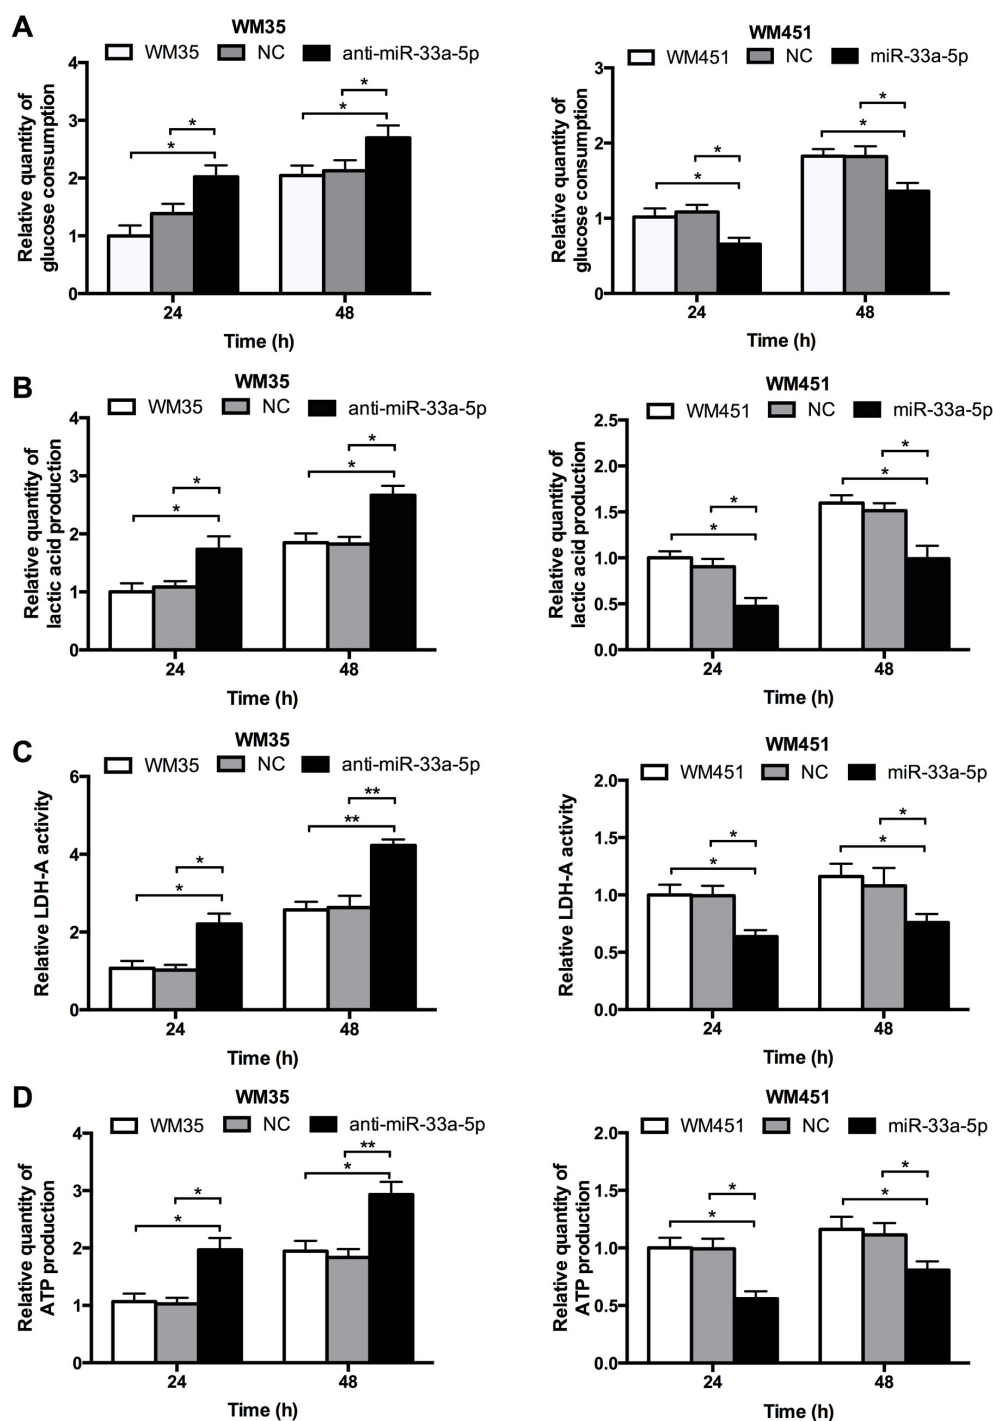 A
WM35
WM35 NC anti-miR-33a-5p
Relative quantity of
glucose consumption
4
3
2
1
0
* * * *
24 48
Time (h)
WM451
WM451 NC miR-33a-5p
Relative quantity of
glucose consumption
3
2
1
0
* * * *
24 48
Time (h)
B
WM35
WM35 NC anti-miR-33a-5p
Relative quantity of
lactic acid production
4
3
2
1
0
* * * *
24 48
Time (h)
WM451
WM451 NC miR-33a-5p
Relative quantity of
lactic acid production
2.5
2.0
1.5
1.0
0.5
0.0
* * * *
24 48
Time (h)
C
WM35
WM35 NC anti-miR-33a-5p
Relative LDH-A activity
6
4
2
0
* * ** **
24 48
Time (h)
WM451
WM451 NC miR-33a-5p
Relative LDH-A activity
2.0
1.5
1.0
0.5
0.0
* * * *
24 48
Time (h)
D
WM35
WM35 NC anti-miR-33a-5p
Relative quantity of
ATP production
4
3
2
1
0
* * ** *
24 48
Time (h)
WM451
WM451 NC miR-33a-5p
Relative quantity of
ATP production
2.0
1.5
1.0
0.5
0.0
* * * *
24 48
Time (h)